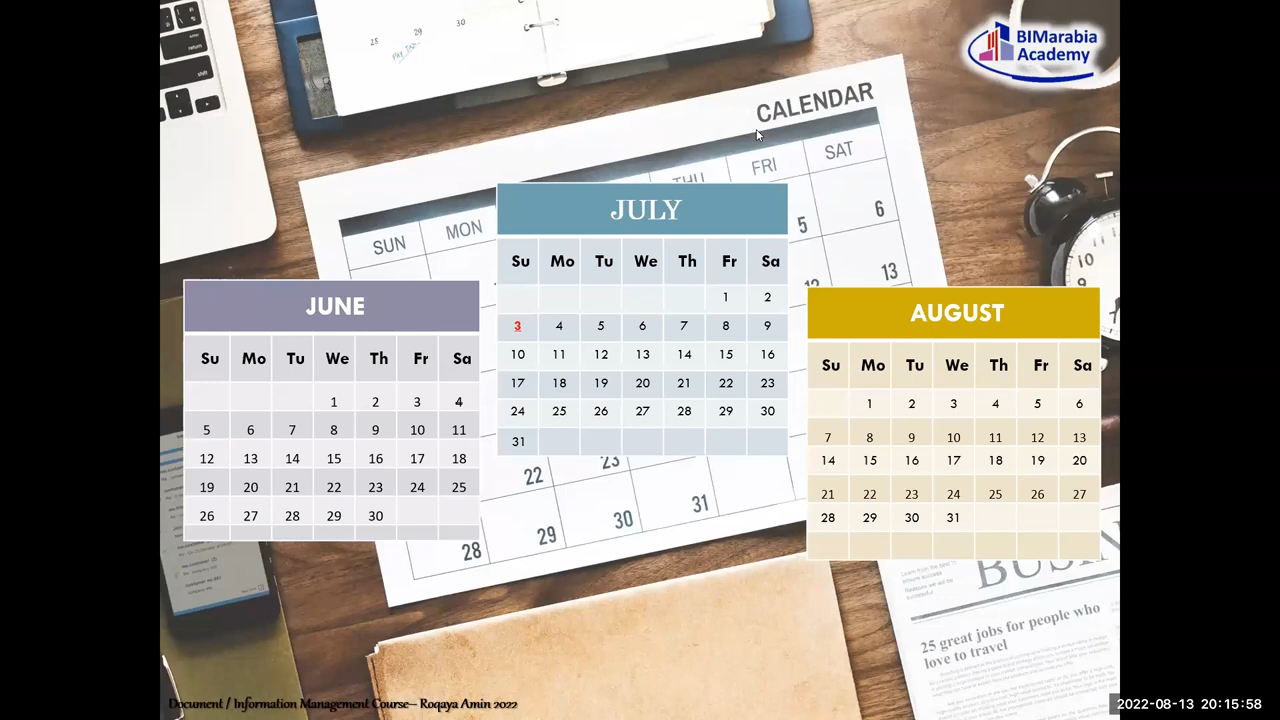 28 29 30
BIMarabia
Academy
CALENDAR
SUN MON THU FRI SAT
5 6
13
22 23
28 29 30 31
JULY
Su Mo Tu We Th Fr Sa
1 2
3 4 5 6 7 8 9
10 11 12 13 14 15 16
17 18 19 20 21 22 23
24 25 26 27 28 29 30
31
JUNE
Su Mo Tu We Th Fr Sa
1 2 3 4
5 6 7 8 9 10 11
12 13 14 15 16 17 18
19 20 21 22 23 24 25
26 27 28 29 30
AUGUST
Su Mo Tu We Th Fr Sa
1 2 3 4 5 6
7 8 9 10 11 12 13
14 15 16 17 18 19 20
21 22 23 24 25 26 27
28 29 30 31
10
9
25 great jobs for people who
love to travel
Document / Information Management Course– Roqaya Amin 2022
2022-08-13 20:15:58